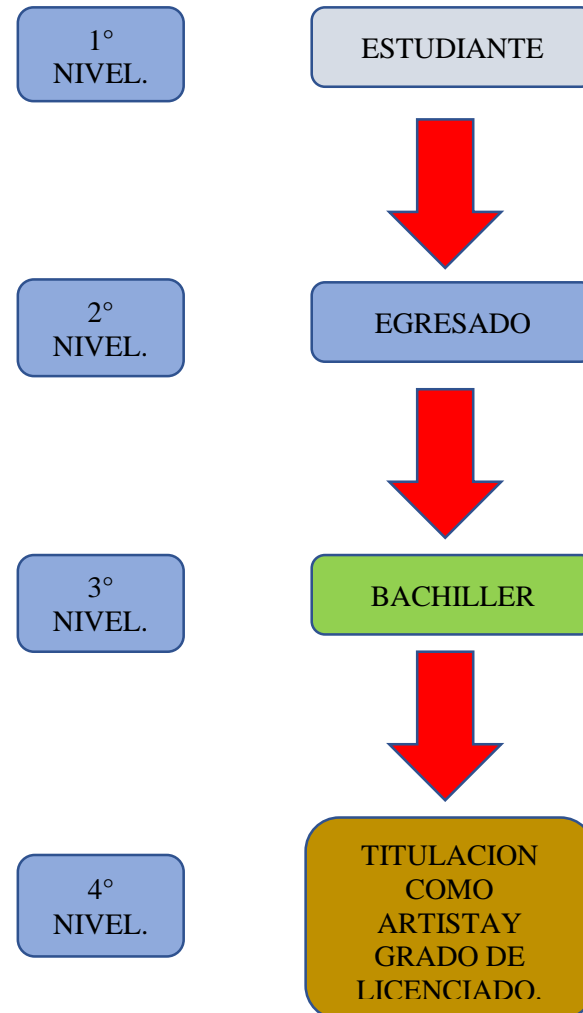 1°
NIVEL.
ESTUDIANTE
2°
NIVEL.
EGRESADO
3°
NIVEL.
BACHILLER
4°
NIVEL.
TITULACION
COMO
ARTISTAY
GRADO DE
LICENCIADO.